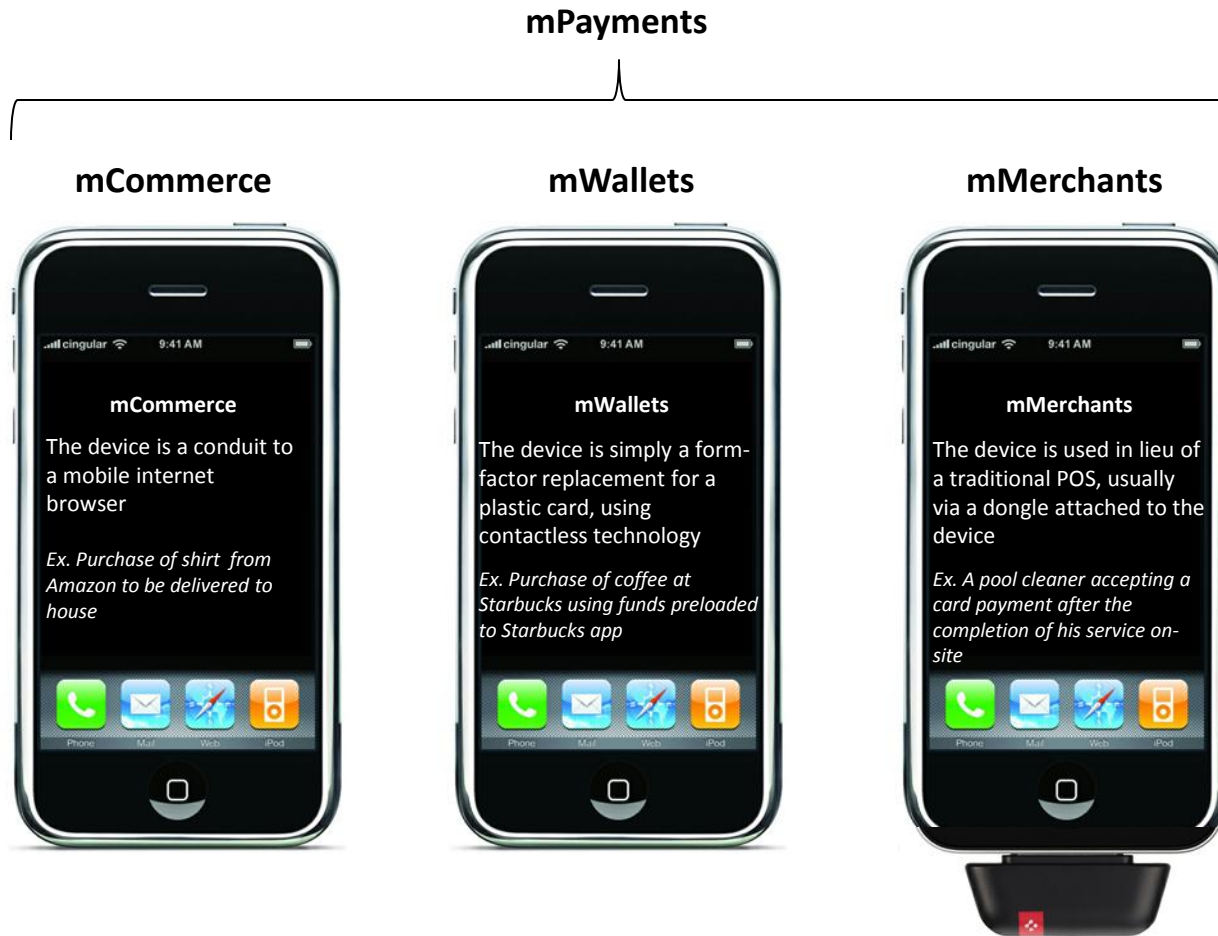 mPayments
mCommerce
mWallets
mMerchants
cingular
9:41 AM
mCommerce
The device is a conduit to
a mobile internet
browser
Ex. Purchase of shirt from
Amazon to be delivered to
house
Phone
Mail
Web
iPod
cingular
9:41 AM
mWallets
The device is simply a form-
factor replacement for a
plastic card, using
contactless technology
Ex. Purchase of coffee at
Starbucks using funds preloaded
to Starbucks app
Phone
Mail
Web
iPod
cingular
9:41 AM
mMerchants
The device is used in lieu of
a traditional POS, usually
via a dongle attached to the
device
Ex. A pool cleaner accepting a
card payment after the
completion of his service on-
site
Phone
Mail
Web
iPod